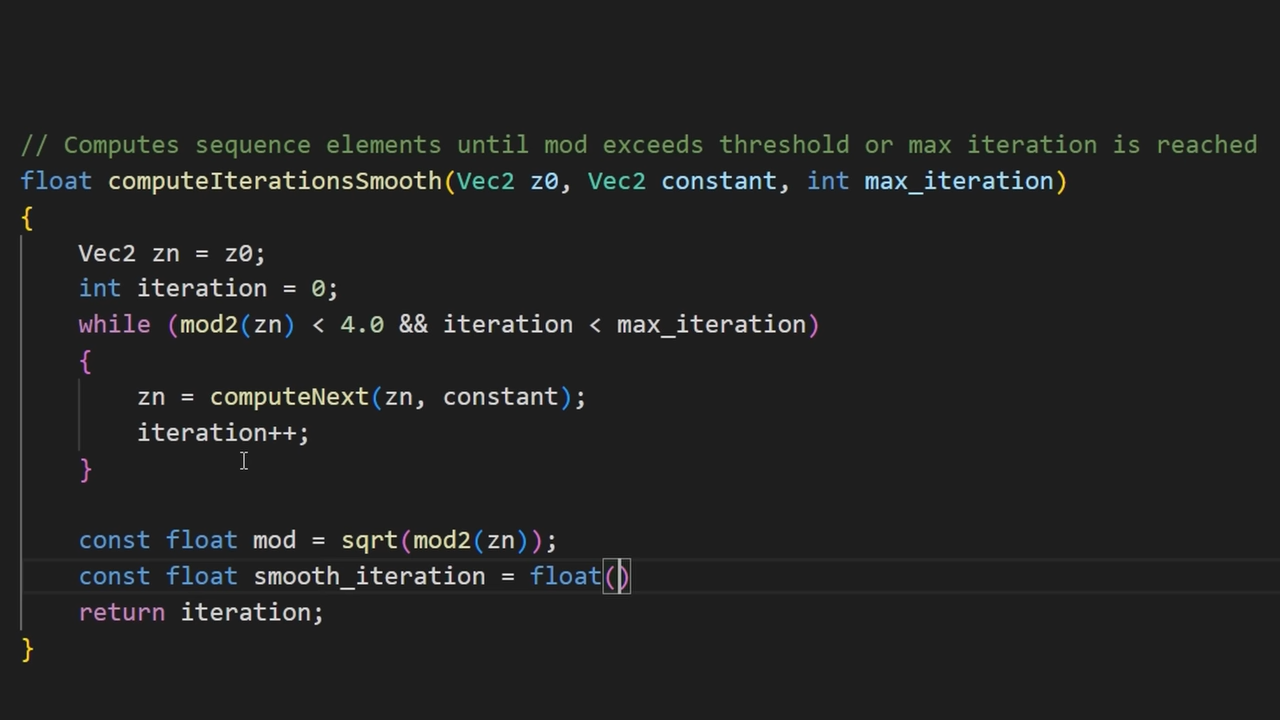 // Computes sequence elements until mod exceeds threshold or max iteration is reached
float computeIterationsSmooth(Vec2 z0, Vec2 constant, int max_iteration)
{
    Vec2 zn = z0;
    int iteration = 0;
    while (mod2(zn) < 4.0 && iteration < max_iteration)
    {
        zn = computeNext(zn, constant);
        iteration++;
    }

    const float mod = sqrt(mod2(zn));
    const float smooth_iteration = float()
    return iteration;
}